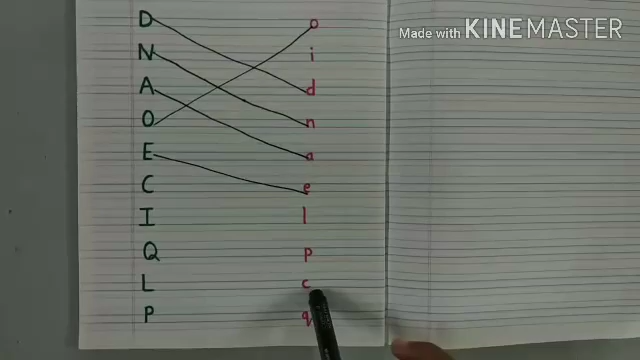 D o
N i
A d
O n
E a
C e
I l
Q p
L c
P q
Made with KINEMASTER